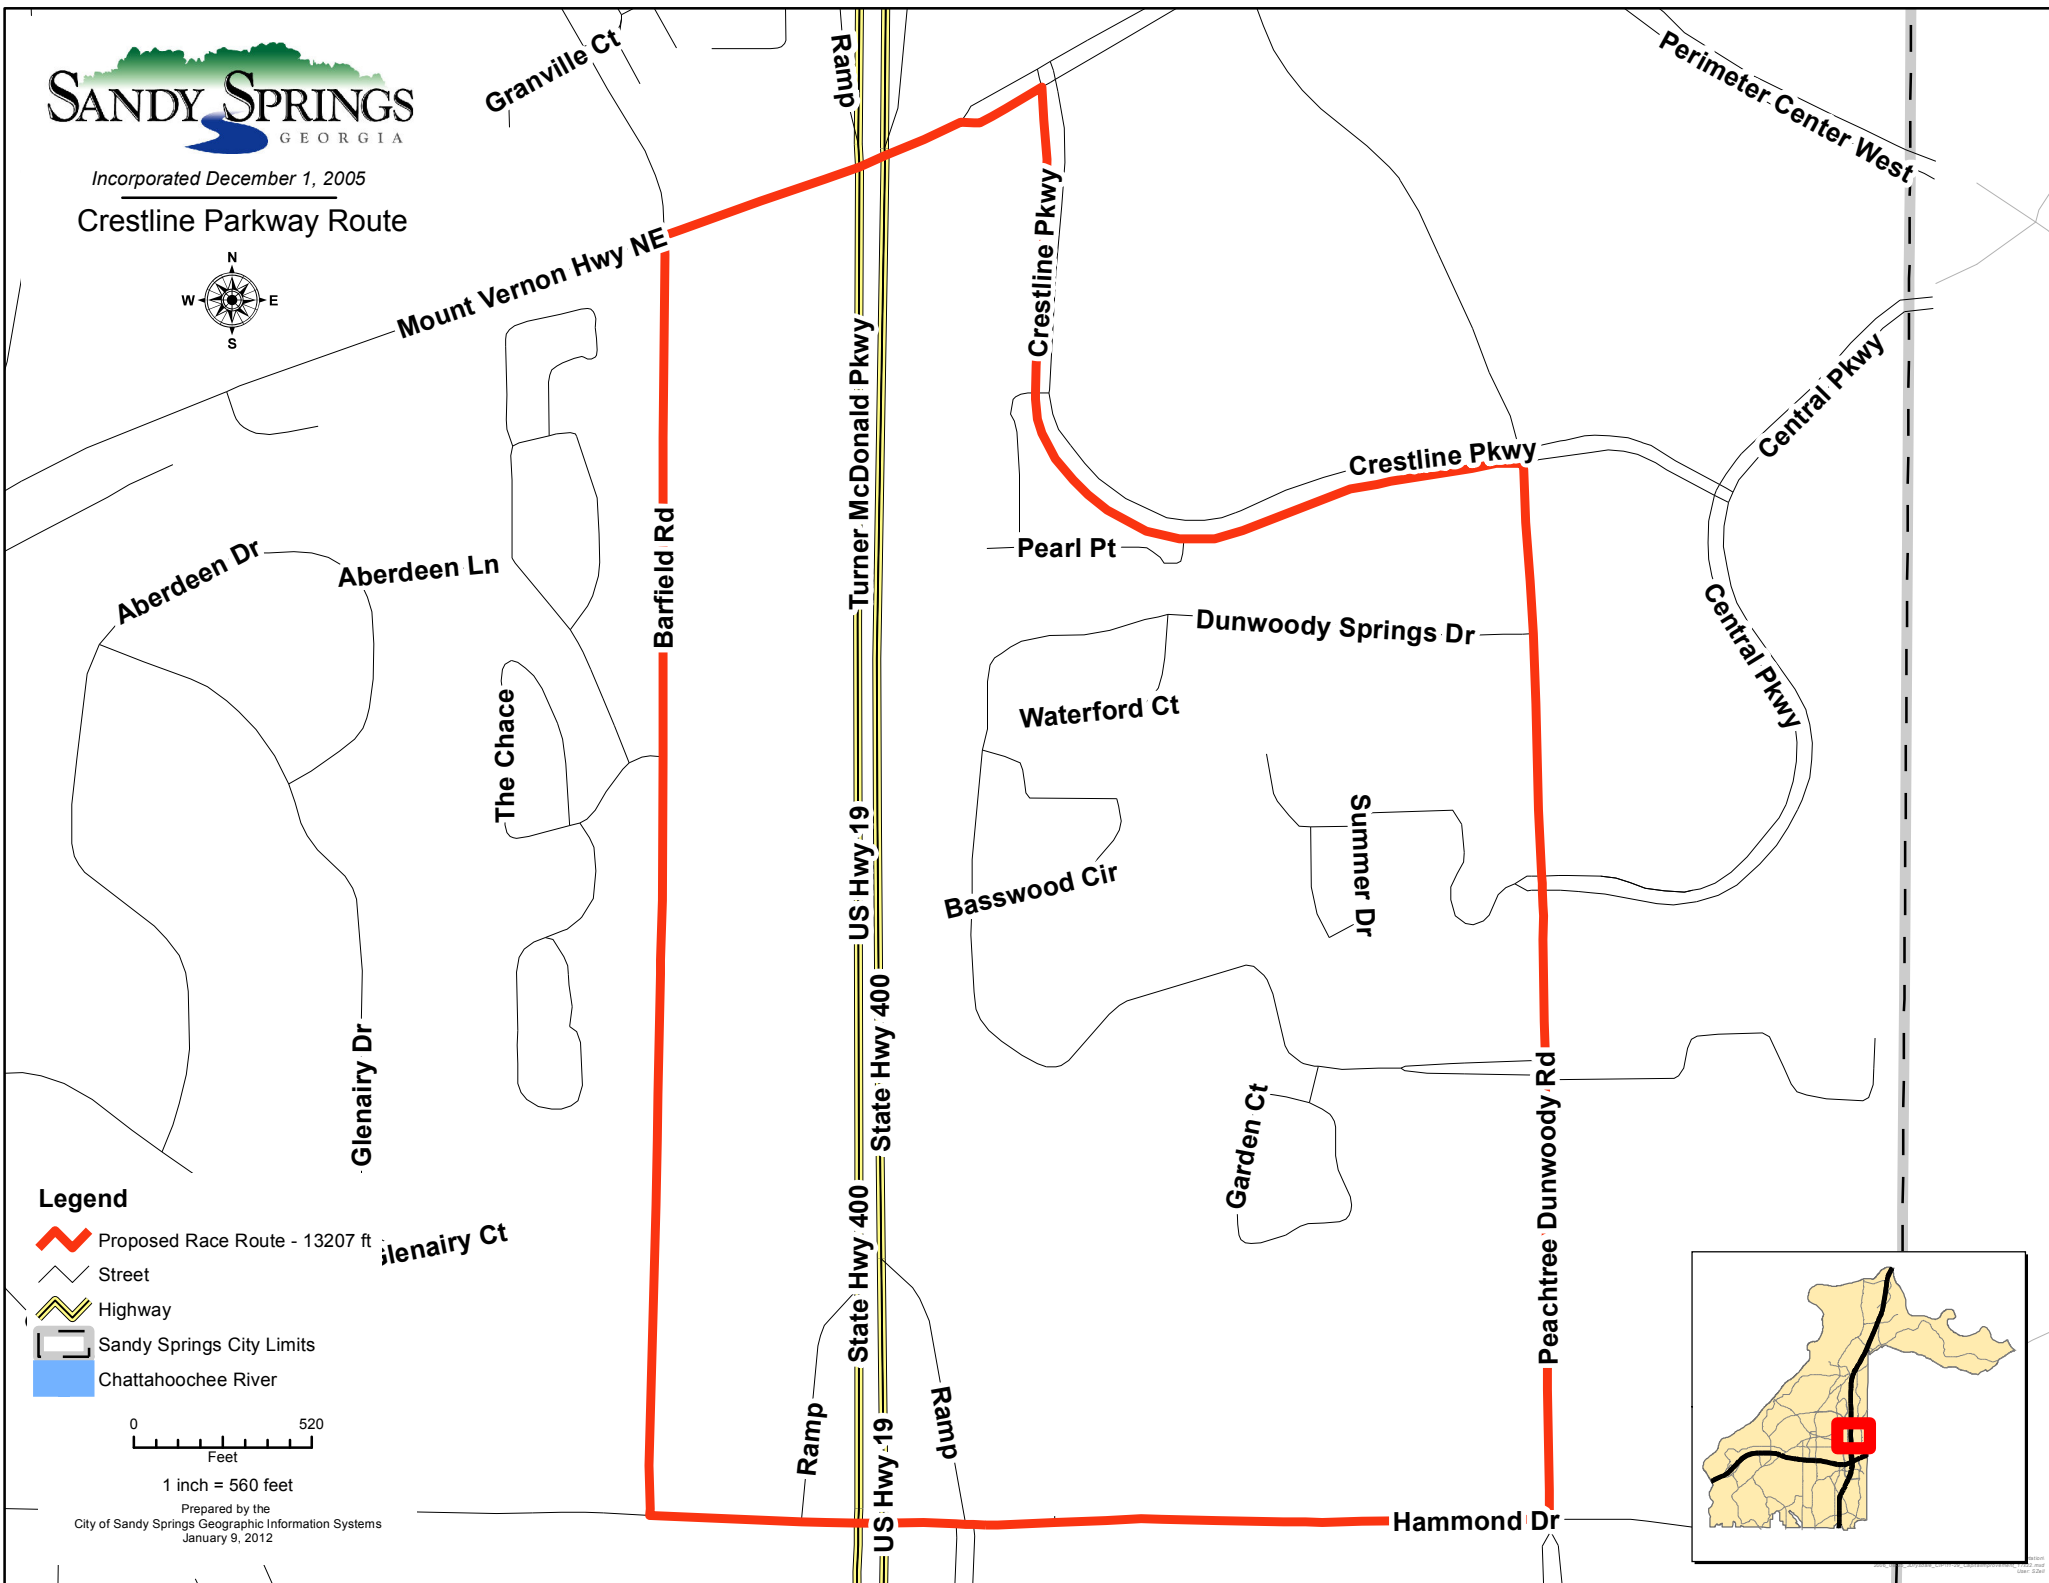 SANDY SPRINGS
GEORGIA
Incorporated December 1, 2005
Crestline Parkway Route
N
W E
S
Granville Ct
Ramp
Perimeter Center West
Mount Vernon Hwy NE
Crestline Pkwy
Turner McDonald Pkwy
Central Pkwy
Crestline Pkwy
Barfield Rd
Pearl Pt
Aberdeen Dr
Aberdeen Ln
Dunwoody Springs Dr
Central Pkwy
Waterford Ct
The Chace
US Hwy 19
Summer Dr
Basswood Cir
State Hwy 400
Glenairy Dr
Garden Ct
Peachtree Dunwoody Rd
State Hwy 400
Glenairy Ct
Ramp
Ramp
US Hwy 19
Hammond Dr
Legend
Proposed Race Route - 13207 ft
Street
Highway
Sandy Springs City Limits
Chattahoochee River
0 520
Feet
1 inch = 560 feet
Prepared by the
City of Sandy Springs Geographic Information Systems
January 9, 2012